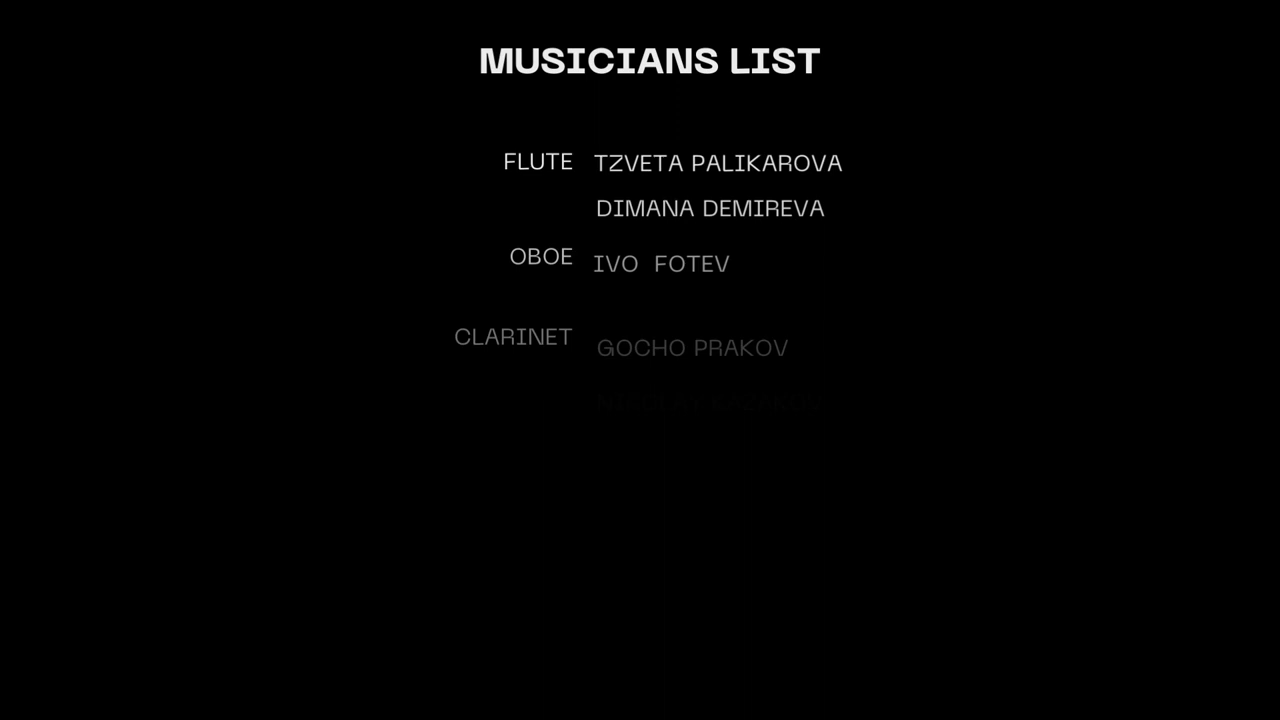 MUSICIANS LIST
FLUTE TZVETA PALIKAROVA
DIMANA DEMIREVA
OBOE IVO FOTEV
CLARINET GOCHO PRAKOV